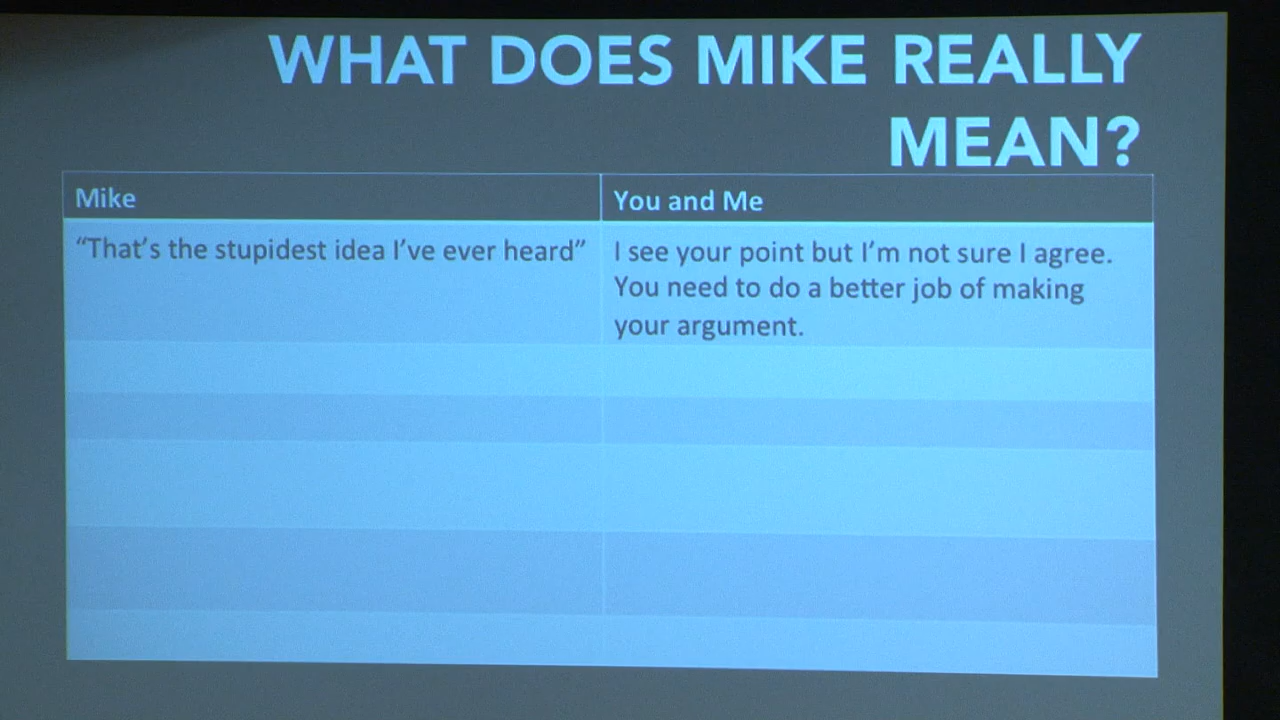 WHAT DOES MIKE REALLY
MEAN?
Mike
You and Me
“That’s the stupidest idea I’ve ever heard”
I see your point but I’m not sure I agree.
You need to do a better job of making
your argument.